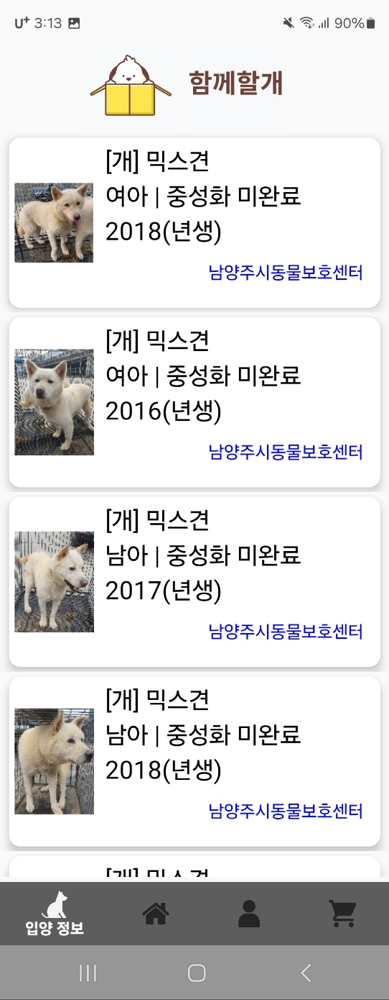 U+ 3:13 90%
함께할개
[개] 믹스견
여아 | 중성화 미완료
2018(년생)
남양주시동물보호센터
[개] 믹스견
여아 | 중성화 미완료
2016(년생)
남양주시동물보호센터
[개] 믹스견
남아 | 중성화 미완료
2017(년생)
남양주시동물보호센터
[개] 믹스견
남아 | 중성화 미완료
2018(년생)
남양주시동물보호센터
입양 정보